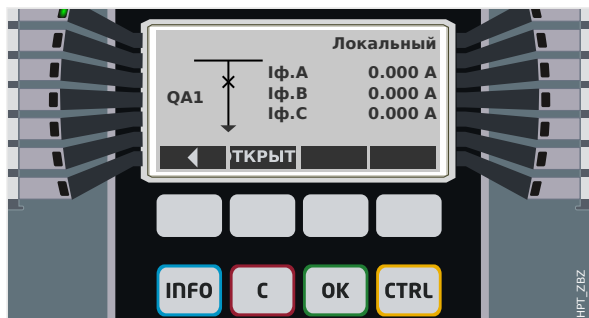 Локальный
Iф.A 0.000 A
QA1
Iф.B 0.000 A
Iф.C 0.000 A
ТКРЫТ
INFO C OK CTRL
HPT_ZBZ